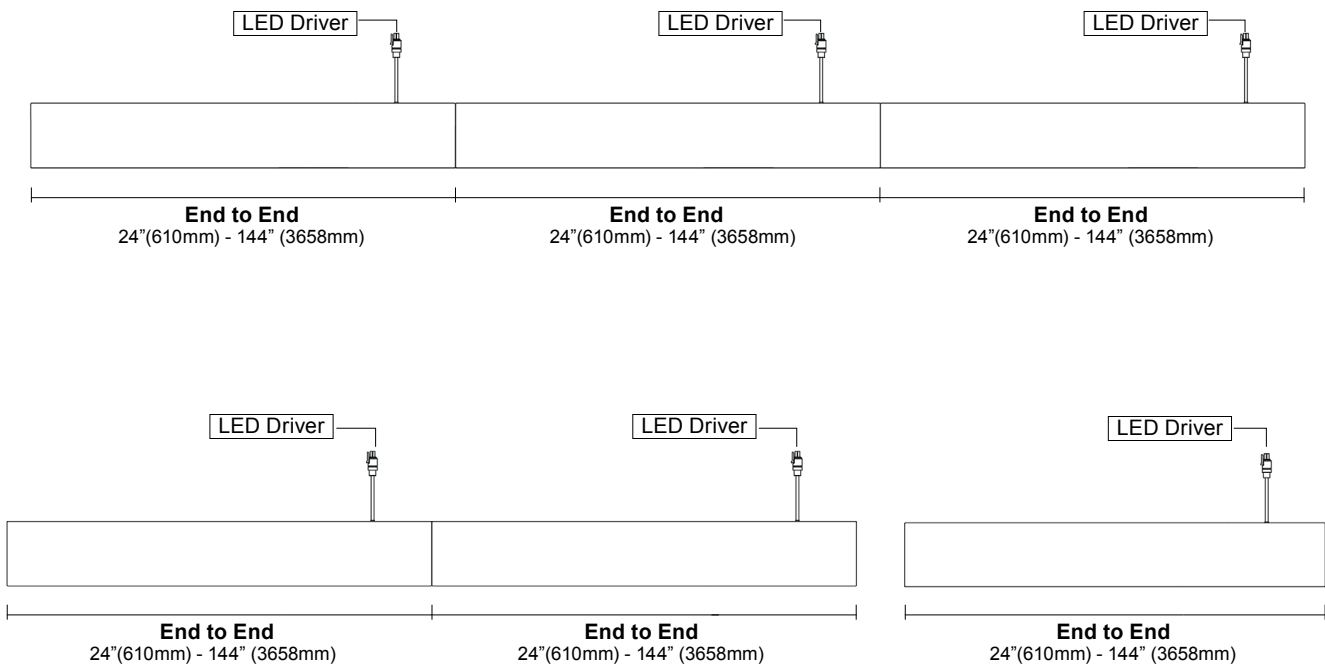 LED Driver
LED Driver
LED Driver
End to End
24”(610mm) - 144” (3658mm)
End to End
24”(610mm) - 144” (3658mm)
End to End
24”(610mm) - 144” (3658mm)
LED Driver
LED Driver
LED Driver
End to End
24”(610mm) - 144” (3658mm)
End to End
24”(610mm) - 144” (3658mm)
End to End
24”(610mm) - 144” (3658mm)